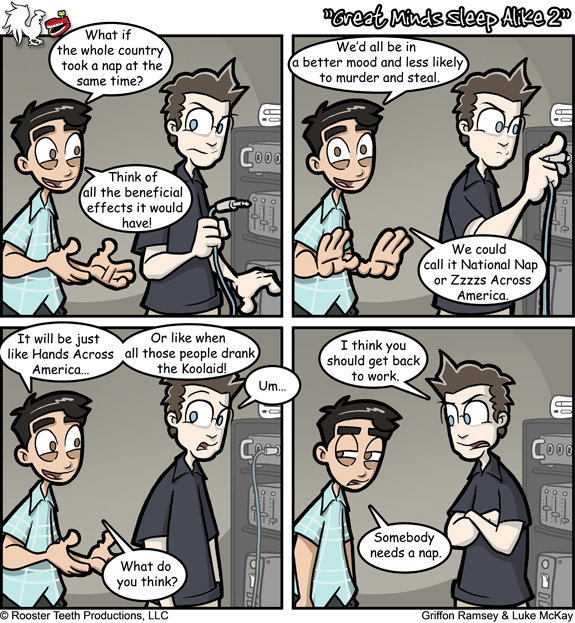 "Great Minds Sleep Alike 2"
What if
the whole country
took a nap at the
same time?
Think of
all the beneficial
effects it would
have!
We'd all be in
a better mood and less likely
to murder and steal.
We could
call it National Nap
or Zzzzs Across
America.
It will be just
like Hands Across
America...
Or like when
all those people drank
the Koolaid!
Um...
What do
you think?
I think you
should get back
to work.
Somebody
needs a nap.
© Rooster Teeth Productions, LLC
Griffon Ramsey & Luke McKay